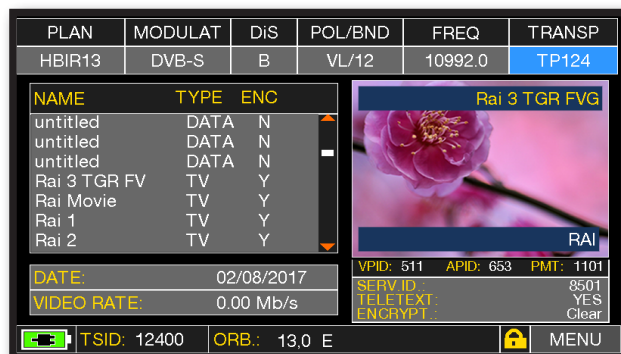 PLAN MODULAT DiS POL/BND FREQ TRANSP
HBIR13 DVB-S B VL/12 10992.0 TP124
NAME TYPE ENC
untitled DATA N
untitled DATA N
untitled DATA N
Rai 3 TGR FV TV Y
Rai Movie TV Y
Rai 1 TV Y
Rai 2 TV Y
Rai 3 TGR FVG
RAI
VPID: 511 APID: 653 PMT: 1101
SERV.ID.: 8501
TELETEXT: YES
ENCRYPT.: Clear
DATE: 02/08/2017
VIDEO RATE: 0.00 Mb/s
TSID: 12400 ORB.: 13,0 E MENU